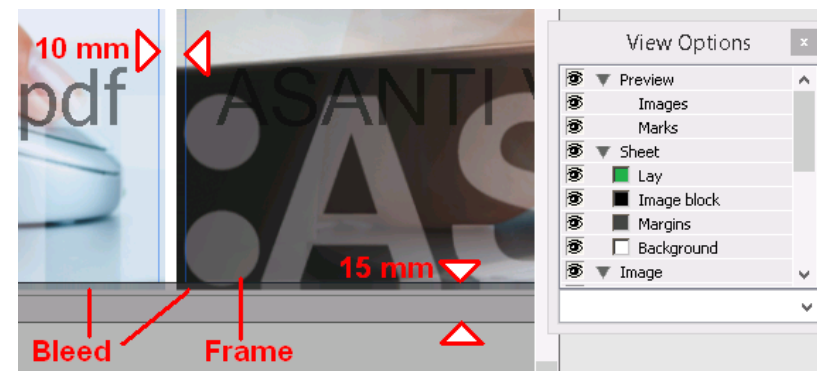 10 mm
pdf
ASANTI
:AS
15 mm
Bleed
Frame
View Options
x
Preview
Images
Marks
Sheet
Lay
Image block
Margins
Background
Image